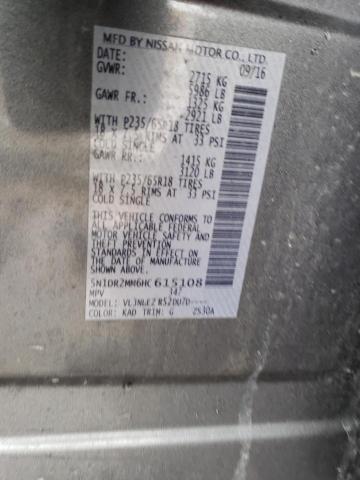 MFD BY NISSAN MOTOR CO., LTD.
DATE: 09/16
GVWR: 2715 KG
5986 LB
GAWR FR.: 1325 KG
2921 LB
WITH P235/65R18 TIRES
18 X 7.5 RIMS AT 33 PSI
COLD SINGLE
GAWR RR.: 1415 KG
3120 LB
WITH P235/65R18 TIRES
18 X 7.5 RIMS AT 33 PSI
COLD SINGLE
THIS VEHICLE CONFORMS TO
ALL APPLICABLE FEDERAL
MOTOR VEHICLE SAFETY AND
THEFT PREVENTION
STANDARDS IN EFFECT ON
THE DATE OF MANUFACTURE
SHOWN ABOVE.
5N1DR2MM6HC615108
MPV 347
MODEL:
COLOR: KAD TRIM: G 2S30A